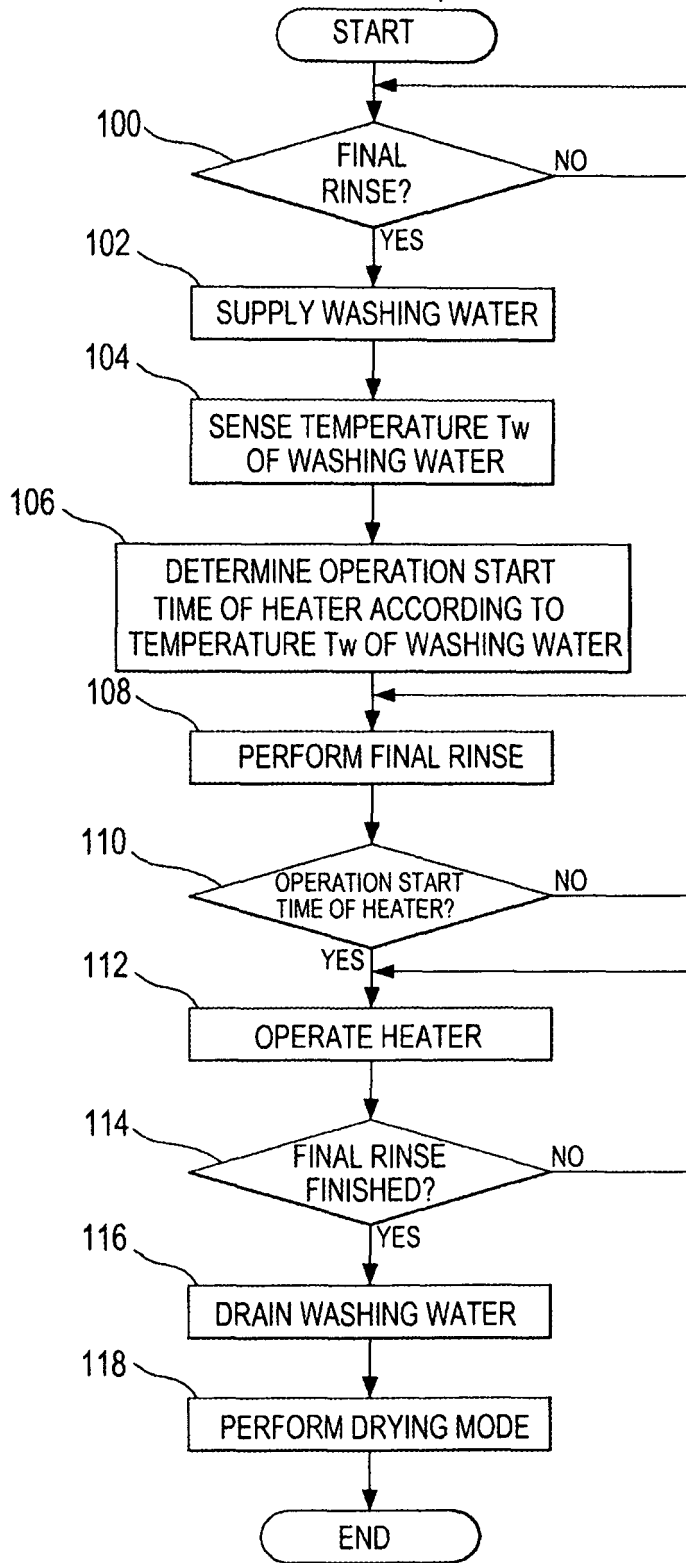 START
100
FINAL
RINSE?
NO
YES
102
SUPPLY WASHING WATER
104
SENSE TEMPERATURE Tw
OF WASHING WATER
106
DETERMINE OPERATION START
TIME OF HEATER ACCORDING TO
TEMPERATURE Tw OF WASHING WATER
108
PERFORM FINAL RINSE
110
OPERATION START
TIME OF HEATER?
NO
YES
112
OPERATE HEATER
114
FINAL RINSE
FINISHED?
NO
YES
116
DRAIN WASHING WATER
118
PERFORM DRYING MODE
END